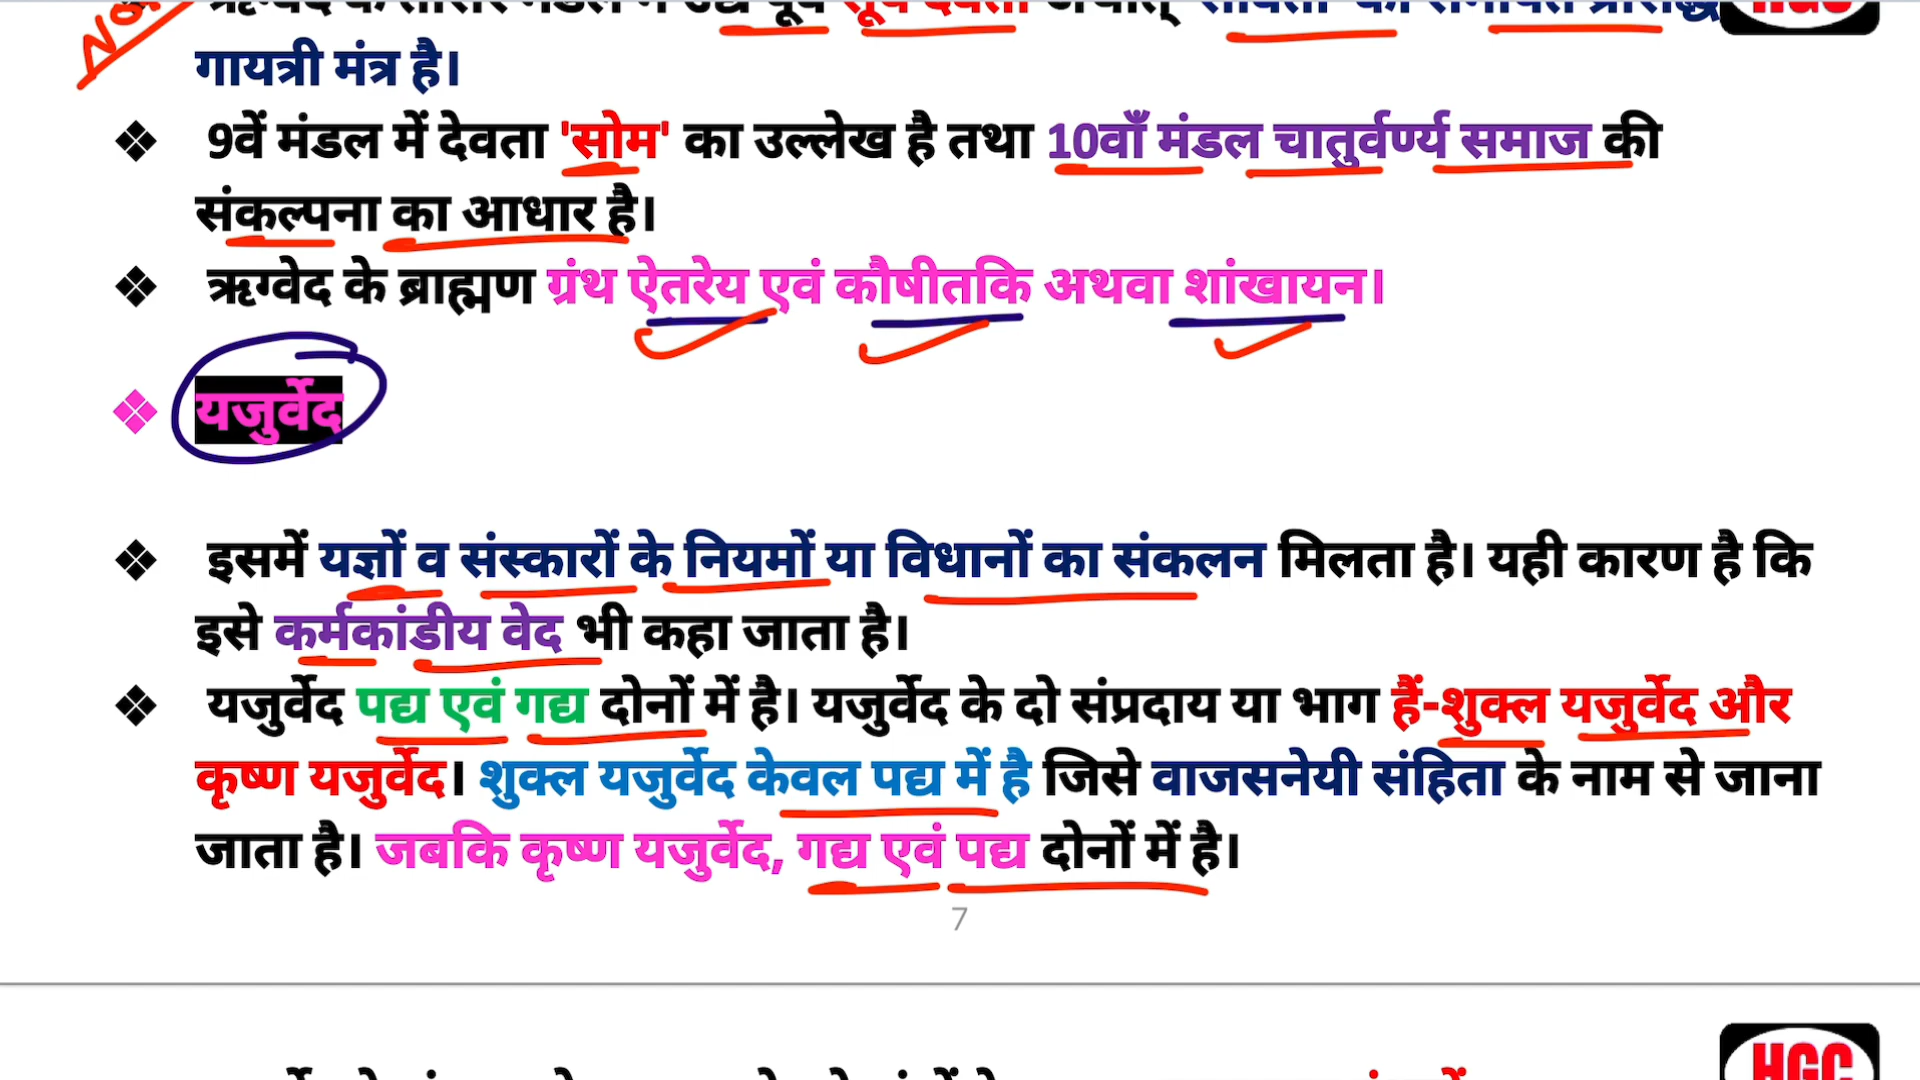 सूर्य देवता
गायत्री मंत्र है।
❖ 9वें मंडल में देवता 'सोम' का उल्लेख है तथा 10वाँ मंडल चातुर्वर्ण्य समाज की
संकल्पना का आधार है।
❖ ऋग्वेद के ब्राह्मण ग्रंथ ऐतरेय एवं कौषीतकि अथवा शांखायन।
❖ यजुर्वेद
❖ इसमें यज्ञों व संस्कारों के नियमों या विधानों का संकलन मिलता है। यही कारण है कि
इसे कर्मकांडीय वेद भी कहा जाता है।
❖ यजुर्वेद पद्य एवं गद्य दोनों में है। यजुर्वेद के दो संप्रदाय या भाग हैं-शुक्ल यजुर्वेद और
कृष्ण यजुर्वेद। शुक्ल यजुर्वेद केवल पद्य में है जिसे वाजसनेयी संहिता के नाम से जाना
जाता है। जबकि कृष्ण यजुर्वेद, गद्य एवं पद्य दोनों में है।
7
HGC